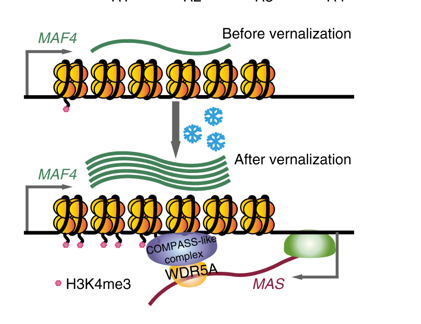 MAF4
Before vernalization
MAF4
After vernalization
COMPASS-like
complex
WDR5A
H3K4me3
MAS